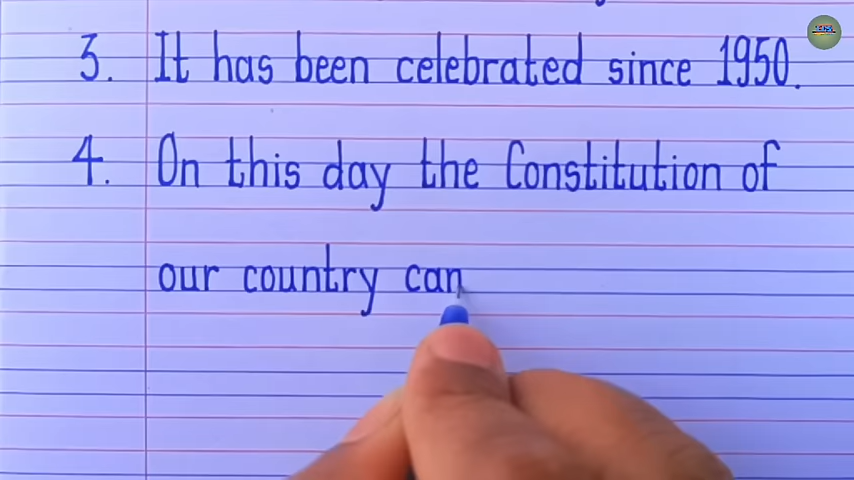 3. It has been celebrated since 1950.
4. On this day the Constitution of
our country can